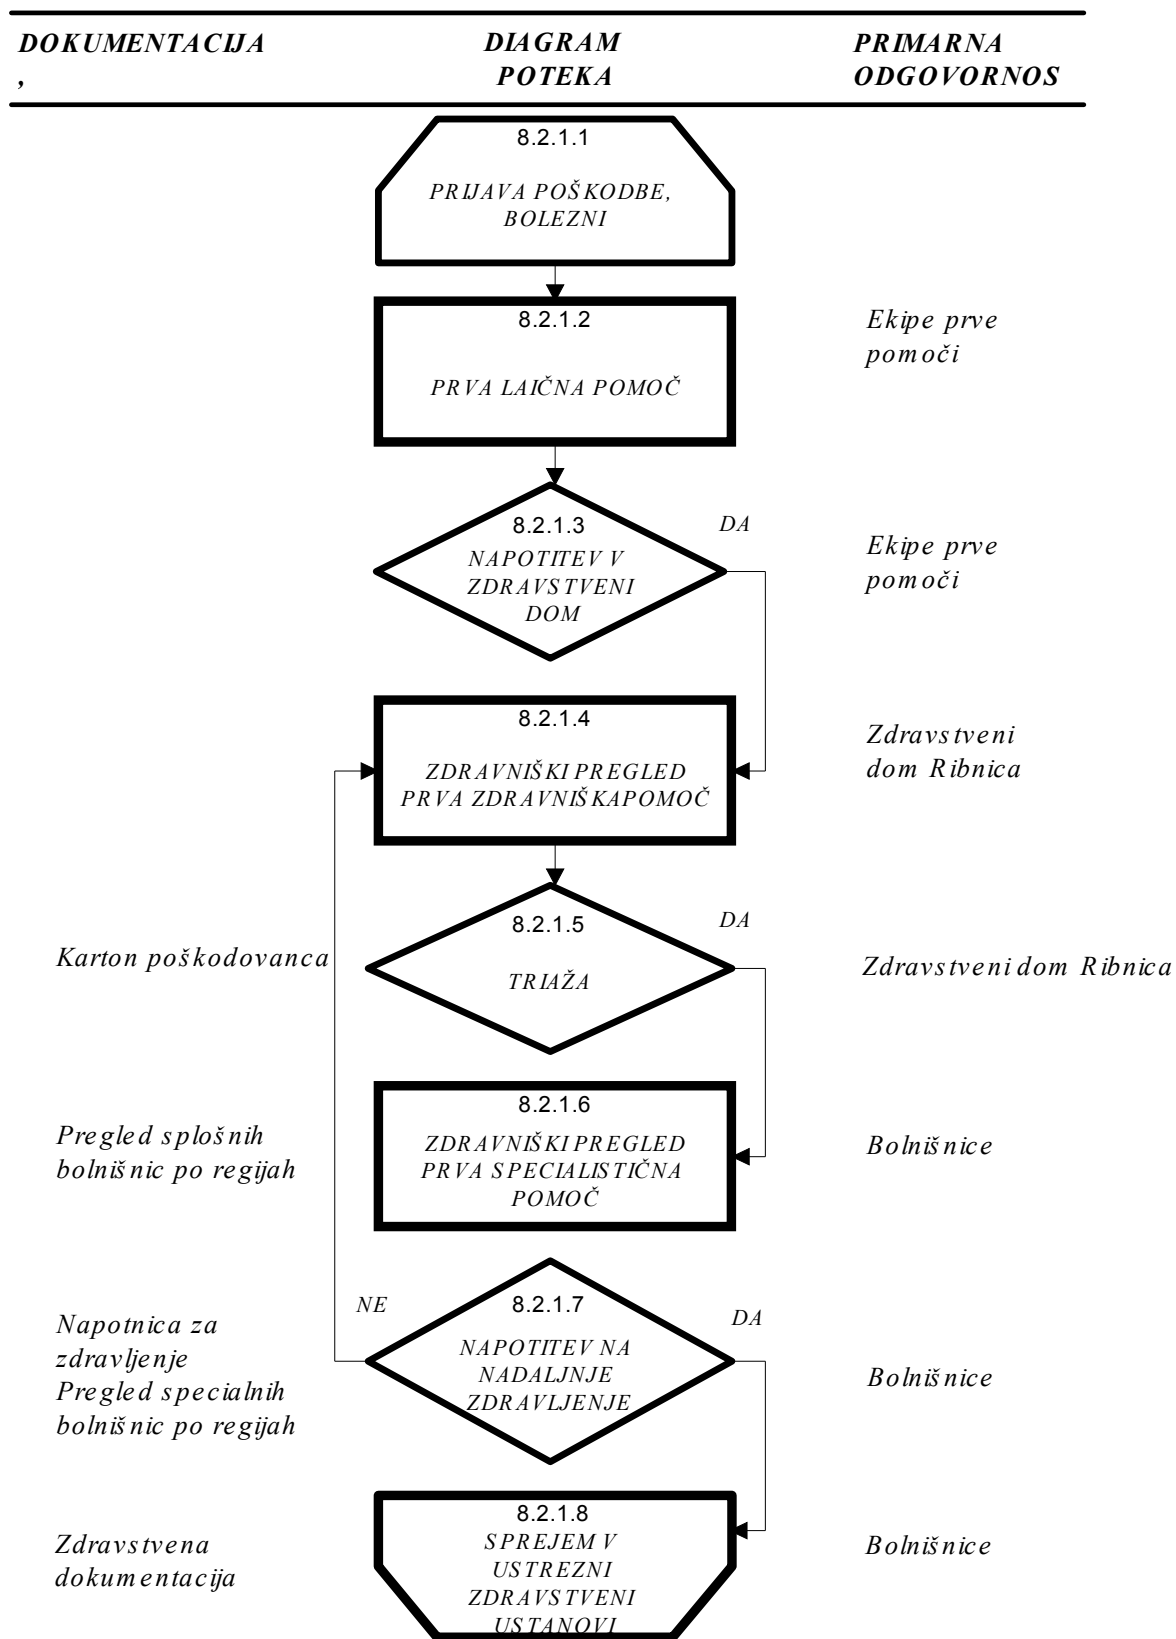 DOKUMENTACIJA
,
DIAGRAM
POTEKA
PRIMARNA
ODGOVORNOS
8.2.1.1
PRIJAVA POŠKODBE,
BOLEZNI
8.2.1.2
PRVA LAIČNA POMOČ
Ekipe prve
pomoči
8.2.1.3
NAPOTITEV V
ZDRAVSTVENI
DOM
DA
Ekipe prve
pomoči
8.2.1.4
ZDRAVNIŠKI PREGLED
PRVA ZDRAVNIŠKAPOMOČ
Zdravstveni
dom Ribnica
Karton poškodovanca
8.2.1.5
TRIAŽA
DA
Zdravstveni dom Ribnica
Pregled splošnih
bolnišnic po regijah
8.2.1.6
ZDRAVNIŠKI PREGLED
PRVA SPECIALISTIČNA
POMOČ
Bolnišnice
Napotnica za
zdravljenje
Pregled specialnih
bolnišnic po regijah
NE
8.2.1.7
NAPOTITEV NA
NADALJNJE
ZDRAVLJENJE
DA
Bolnišnice
Zdravstvena
dokumentacija
8.2.1.8
SPREJEM V
USTREZNI
ZDRAVSTVENI
USTANOVI
Bolnišnice